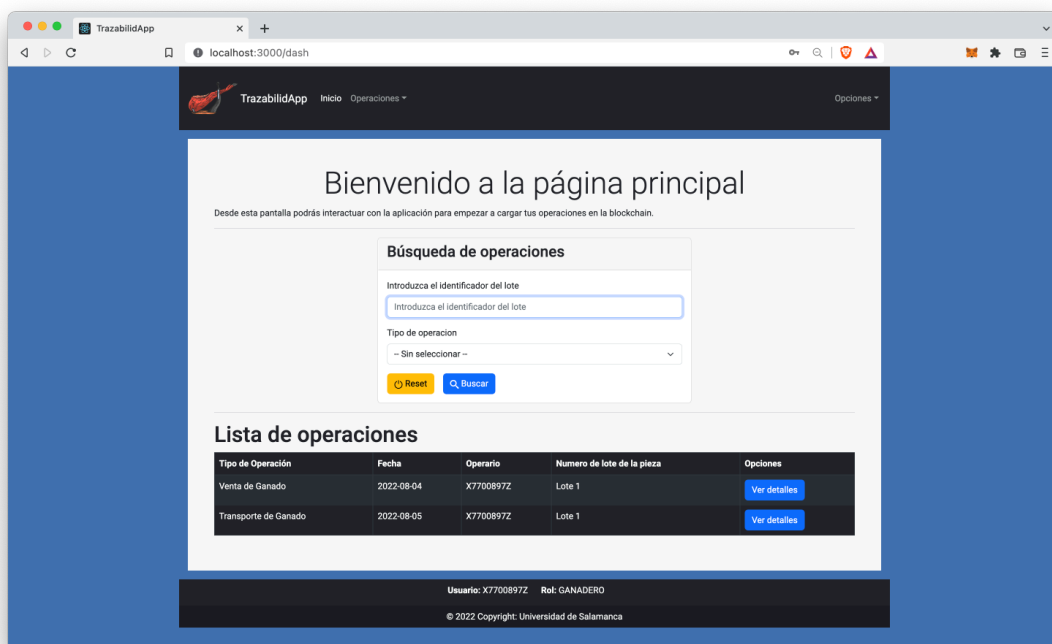 TrazabilidApp
localhost:3000/dash
TrazabilidApp Inicio Operaciones Opciones
Bienvenido a la página principal
Desde esta pantalla podrás interactuar con la aplicación para empezar a cargar tus operaciones en la blockchain.
Búsqueda de operaciones
Introduzca el identificador del lote
Introduzca el identificador del lote
Tipo de operacion
-- Sin seleccionar --
Reset Buscar
Lista de operaciones
Tipo de Operación Fecha Operario Numero de lote de la pieza Opciones
Venta de Ganado 2022-08-04 X7700897Z Lote 1 Ver detalles
Transporte de Ganado 2022-08-05 X7700897Z Lote 1 Ver detalles
Usuario: X7700897Z Rol: GANADERO
© 2022 Copyright: Universidad de Salamanca